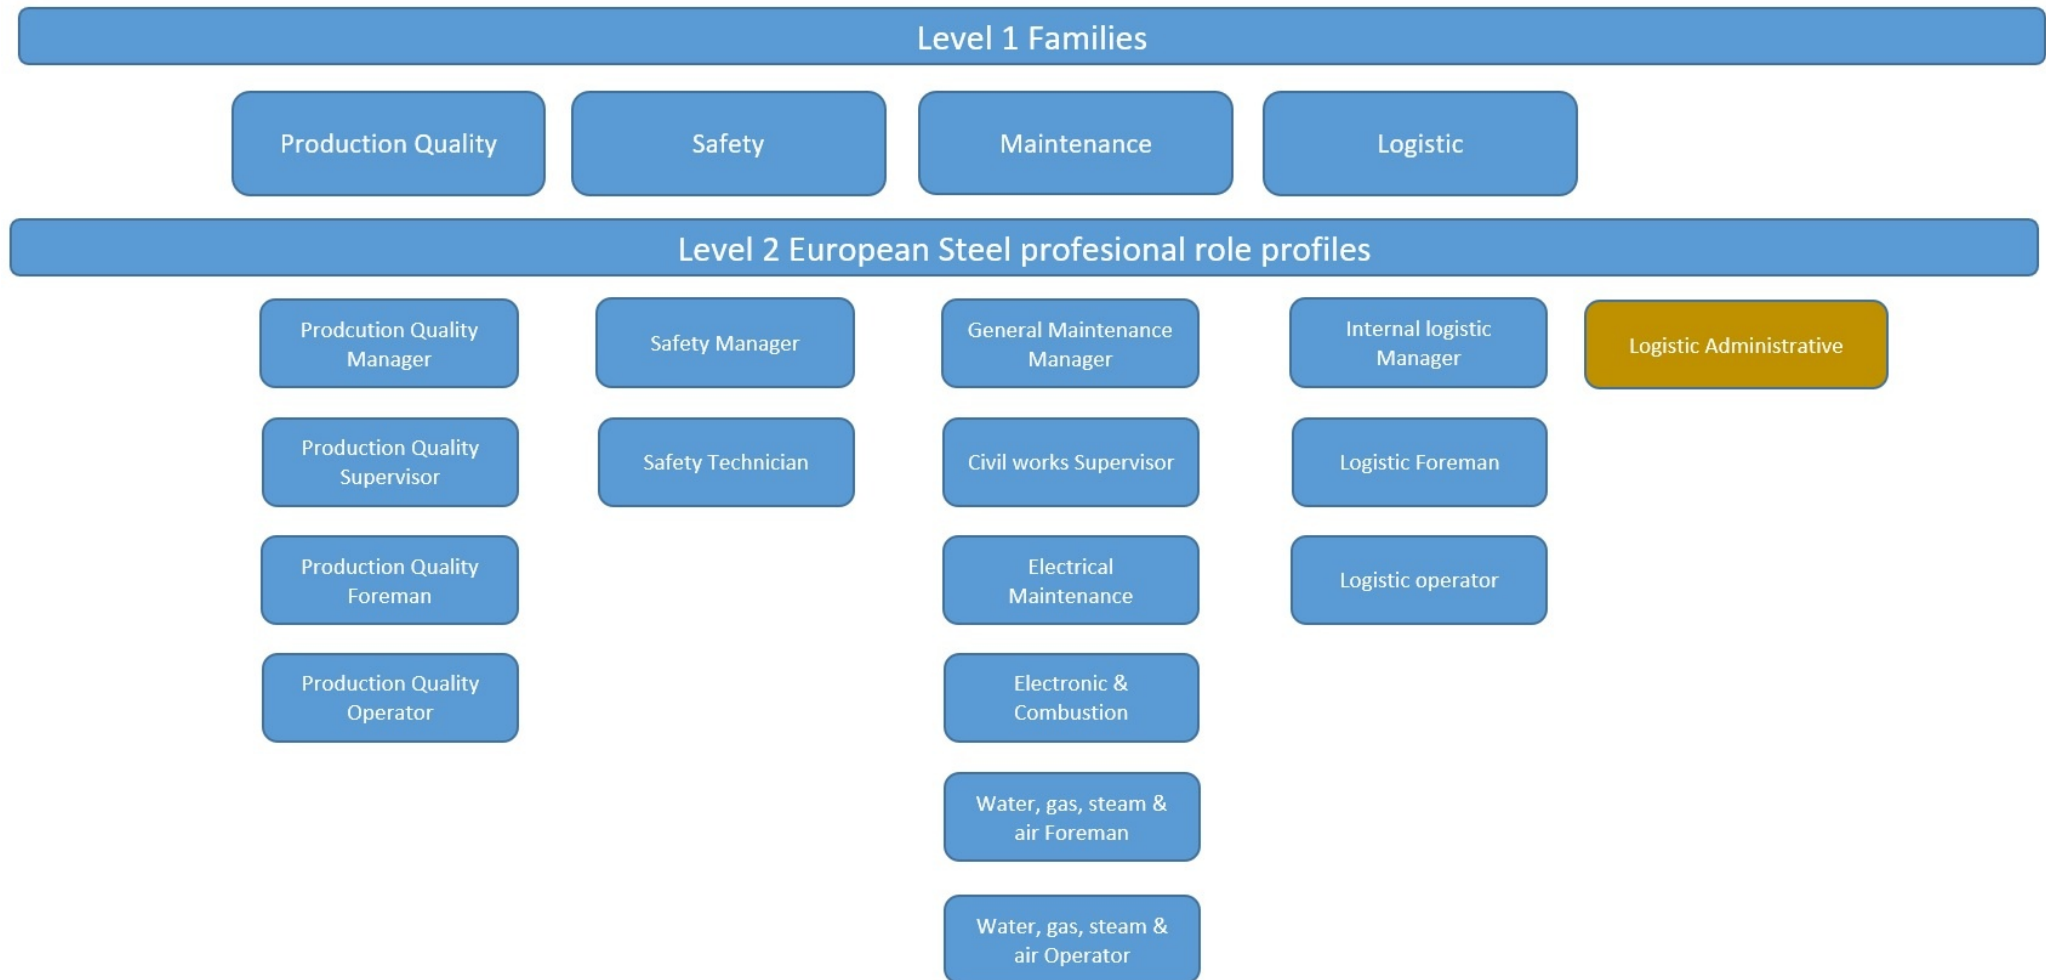 Level 1 Families
Production Quality
Safety
Maintenance
Logistic
Level 2 European Steel profesional role profiles
Prodcution Quality
Manager
Safety Manager
General Maintenance
Manager
Internal logistic
Manager
Logistic Administrative
Production Quality
Supervisor
Safety Technician
Civil works Supervisor
Logistic Foreman
Production Quality
Foreman
Electrical
Maintenance
Logistic operator
Production Quality
Operator
Electronic &
Combustion
Water, gas, steam &
air Foreman
Water, gas, steam &
air Operator